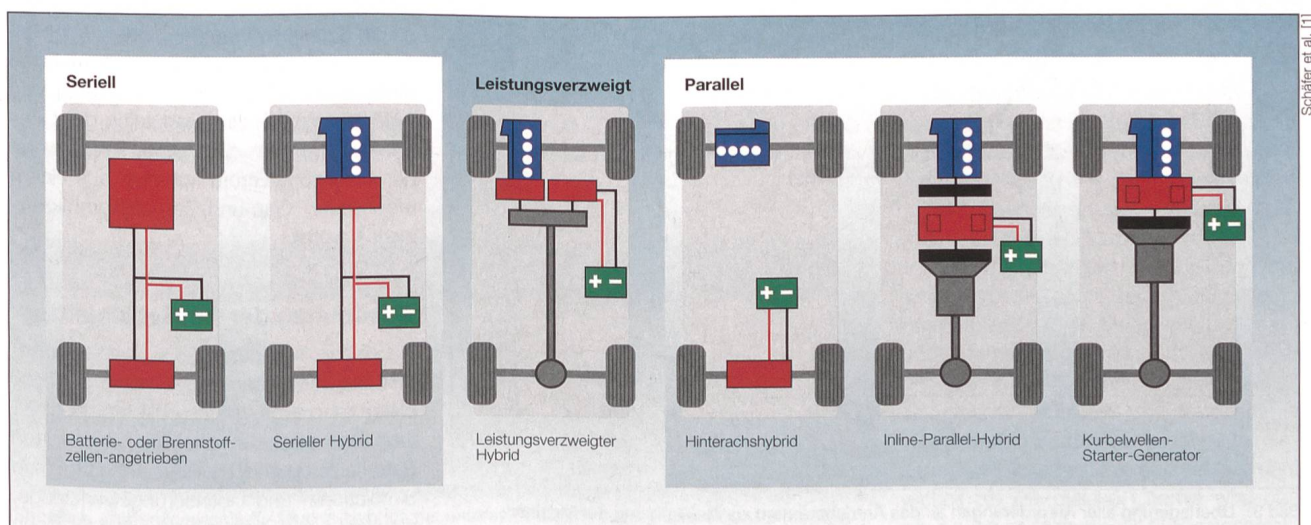 Schäfer et al. [1]
Seriell
Leistungsverzweigt
Parallel
Batterie- oder Brennstoff-
zellen-angetrieben
Serieller Hybrid
Leistungsverzweigter
Hybrid
Hinterachshybrid
Inline-Parallel-Hybrid
Kurbelwellen-
Starter-Generator
+ -
+ -
+ -
+ -
+ -
+ -